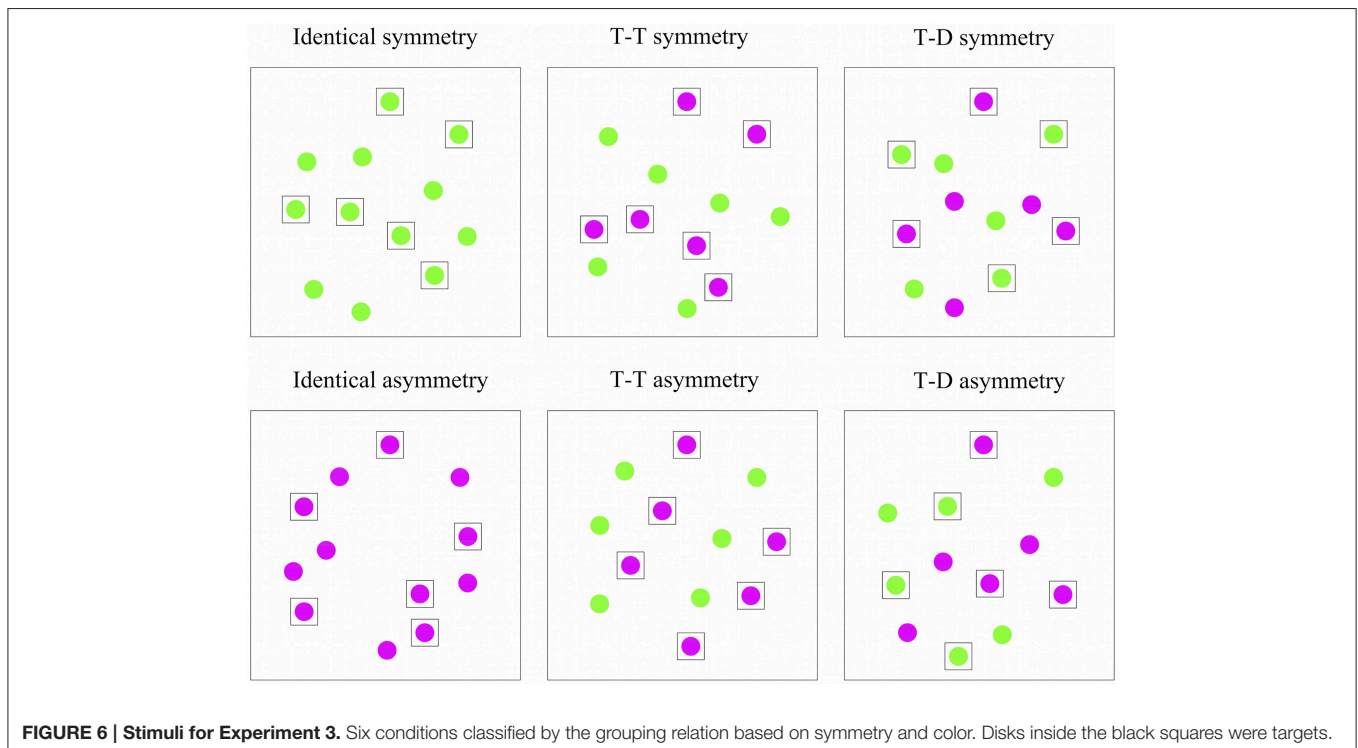 Identical symmetry
T-T symmetry
T-D symmetry
Identical asymmetry
T-T asymmetry
T-D asymmetry
FIGURE 6 | Stimuli for Experiment 3. Six conditions classified by the grouping relation based on symmetry and color. Disks inside the black squares were targets.